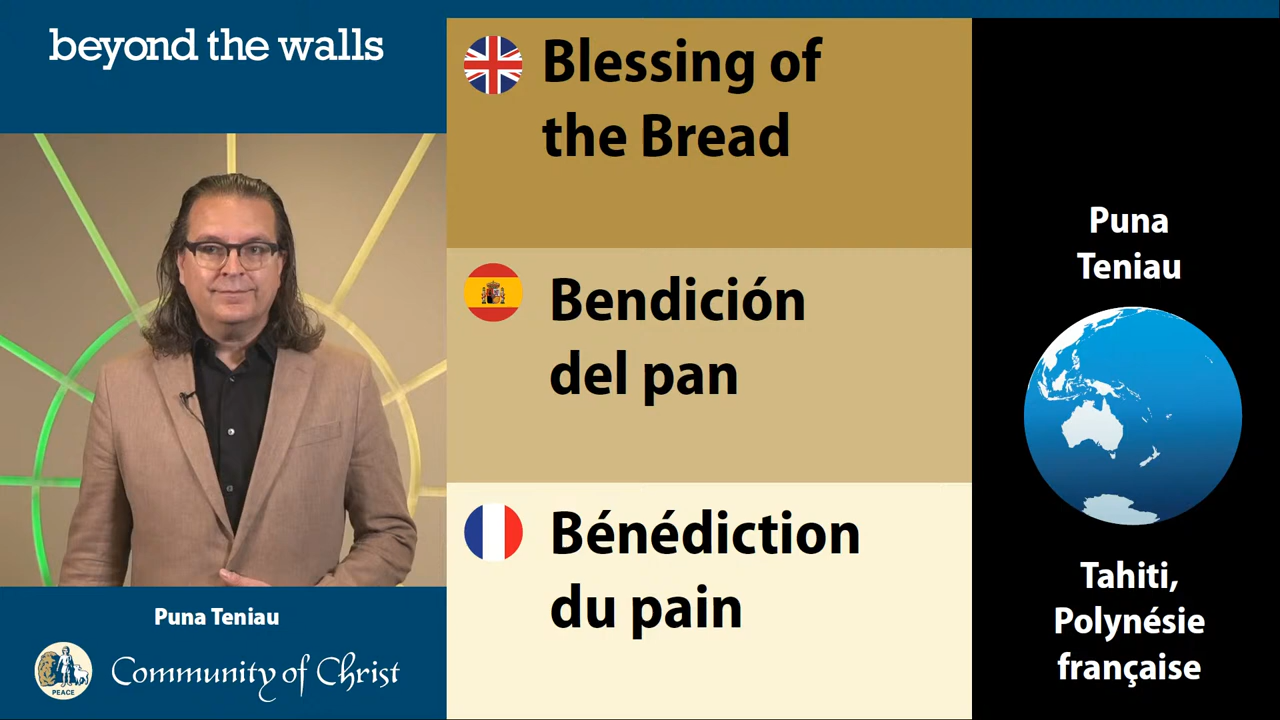 beyond the walls
Puna Teniau
PEACE
Community of Christ
Blessing of
the Bread
Bendición
del pan
Bénédiction
du pain
Puna
Teniau
Tahiti,
Polynésie
française